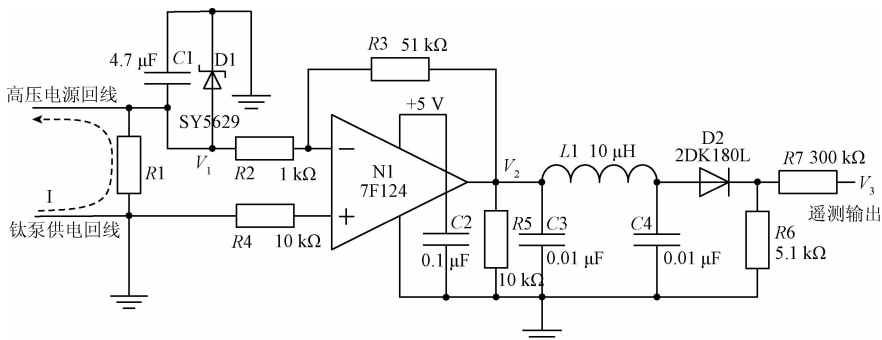 4.7 μF
C1
D1
R3 51 kΩ
高压电源回线
+5 V
SY5629
V1
R2
1 kΩ
R1
I
钛泵供电回线
R4
10 kΩ
−
+
N1
7F124
V2
L1 10 μH
D2
2DK180L
R7 300 kΩ
V3
遥测输出
C2
0.1 μF
R5
10 kΩ
C3
0.01 μF
C4
0.01 μF
R6
5.1 kΩ